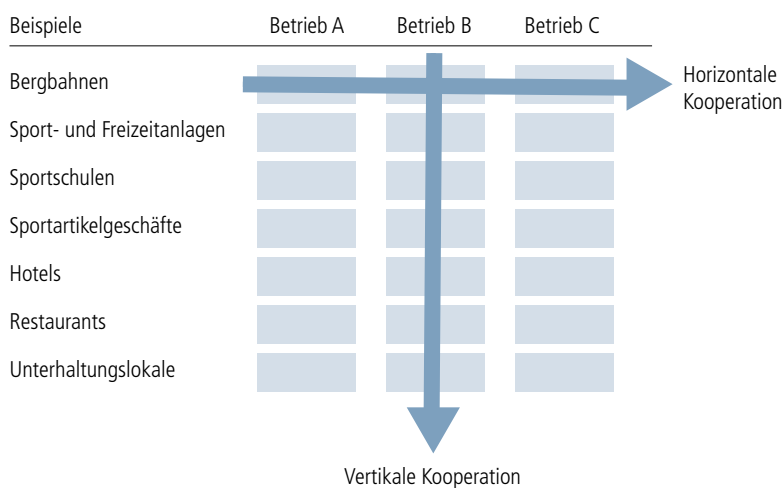 Beispiele Betrieb A Betrieb B Betrieb C
Bergbahnen
Horizontale
Kooperation
Sport- und Freizeitanlagen
Sportschulen
Sportartikelgeschäfte
Hotels
Restaurants
Unterhaltungslokale
Vertikale Kooperation